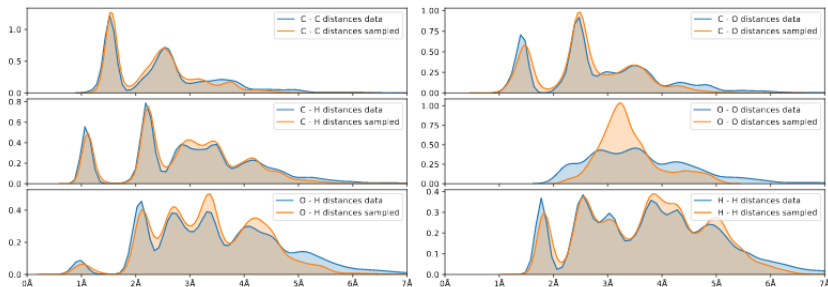 C - C distances data
C - C distances sampled
1.0
0.5
0.0
C - O distances data
C - O distances sampled
1.00
0.75
0.50
0.25
0.00
C - H distances data
C - H distances sampled
0.8
0.6
0.4
0.2
0.0
O - O distances data
O - O distances sampled
1.00
0.75
0.50
0.25
0.00
O - H distances data
O - H distances sampled
0.4
0.2
0.0
0Å 1Å 2Å 3Å 4Å 5Å 6Å 7Å
H - H distances data
H - H distances sampled
0.4
0.3
0.2
0.1
0.0
0Å 1Å 2Å 3Å 4Å 5Å 6Å 7Å